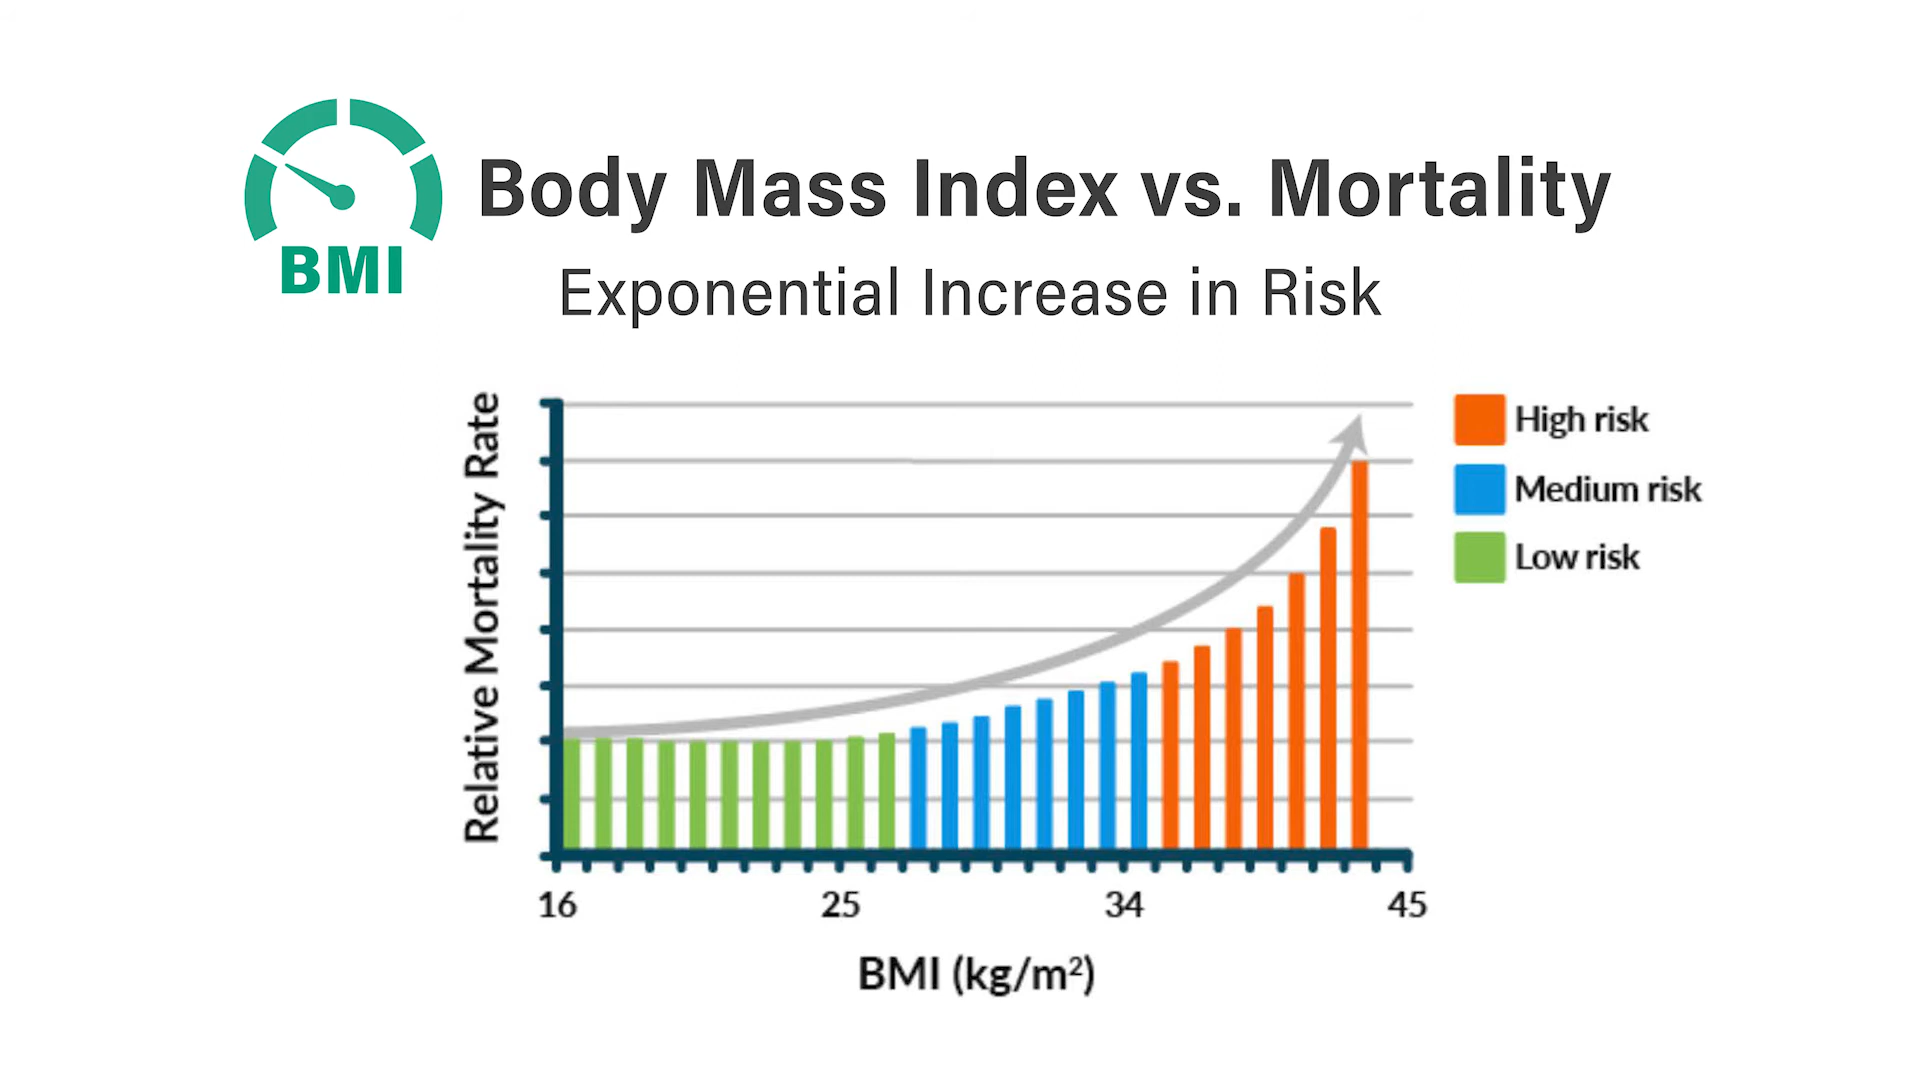 BMI
Body Mass Index vs. Mortality
Exponential Increase in Risk
Relative Mortality Rate
High risk
Medium risk
Low risk
16 25 34 45
BMI (kg/m²)